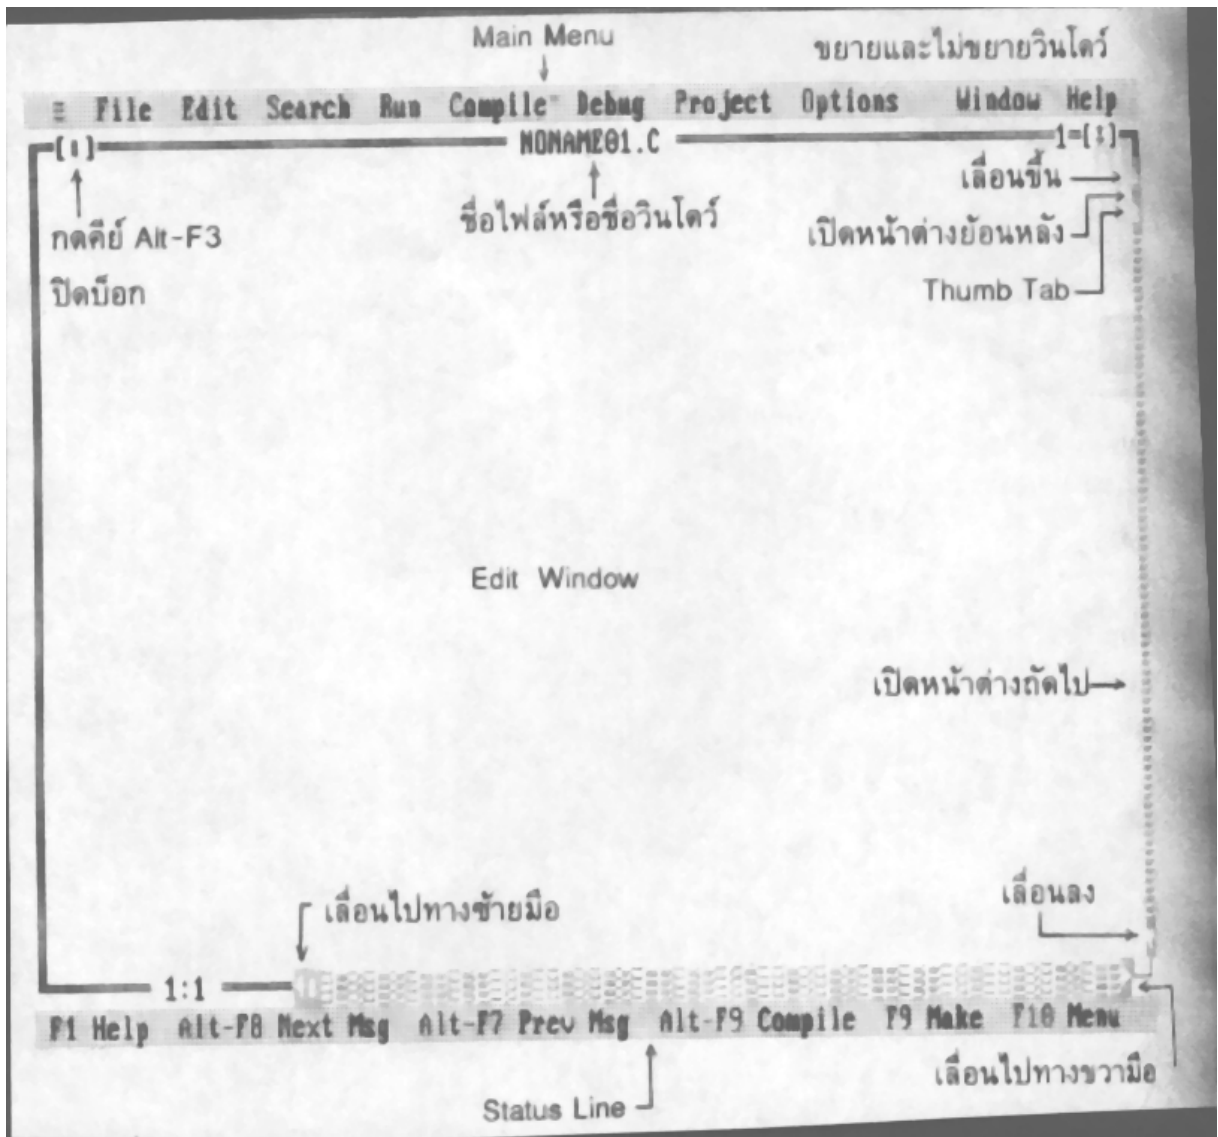 Main Menu
ขยายและไม่ขยายวินโดว์
≡ File Edit Search Run Compile Debug Project Options Window Help
NONAME01.C
1=[↕]
เลื่อนขึ้น
กดคีย์ Alt-F3
ชื่อไฟล์หรือชื่อวินโดว์
เปิดหน้าต่างย้อนหลัง
ปิดบ็อก
Thumb Tab
Edit Window
เปิดหน้าต่างถัดไป
เลื่อนไปทางซ้ายมือ
เลื่อนลง
1:1
F1 Help Alt-F8 Next Msg Alt-F7 Prev Msg Alt-F9 Compile F9 Make F10 Menu
เลื่อนไปทางขวามือ
Status Line